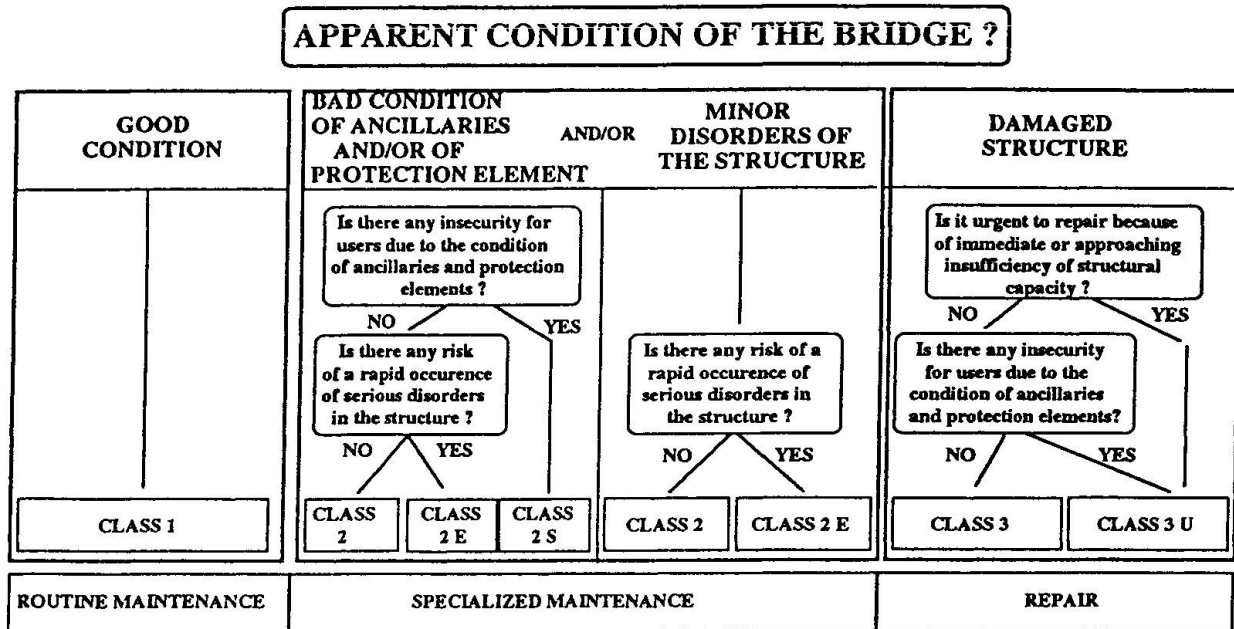 APPARENT CONDITION OF THE BRIDGE ?
GOOD
CONDITION
BAD CONDITION
OF ANCILLARIES
AND/OR OF
PROTECTION ELEMENT
AND/OR
MINOR
DISORDERS OF
THE STRUCTURE
DAMAGED
STRUCTURE
Is there any insecurity for
users due to the condition
of ancillaries and protection
elements ?
NO
YES
Is there any risk
of a rapid occurence
of serious disorders
in the structure ?
NO
YES
Is there any risk of a
rapid occurence of
serious disorders in
the structure ?
NO
YES
Is it urgent to repair because
of immediate or approaching
insufficiency of structural
capacity ?
NO
YES
Is there any insecurity
for users due to the
condition of ancillaries
and protection elements?
NO
YES
CLASS 1
CLASS
2
CLASS
2 E
CLASS
2 S
CLASS 2
CLASS 2 E
CLASS 3
CLASS 3 U
ROUTINE MAINTENANCE
SPECIALIZED MAINTENANCE
REPAIR